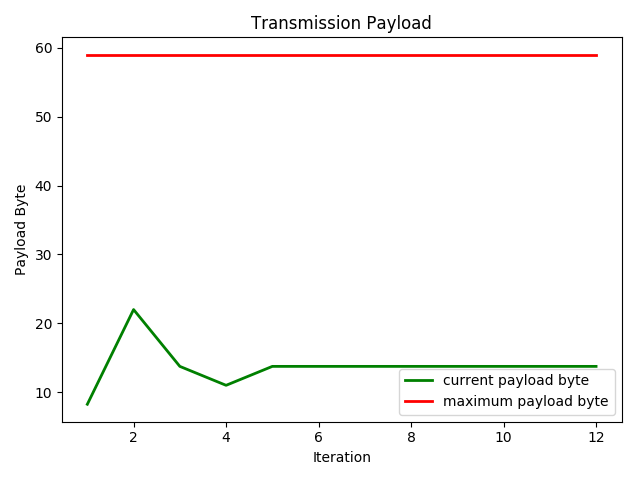 Transmission Payload
60
50
40
30
20
10
Payload Byte
current payload byte
maximum payload byte
2 4 6 8 10 12
Iteration